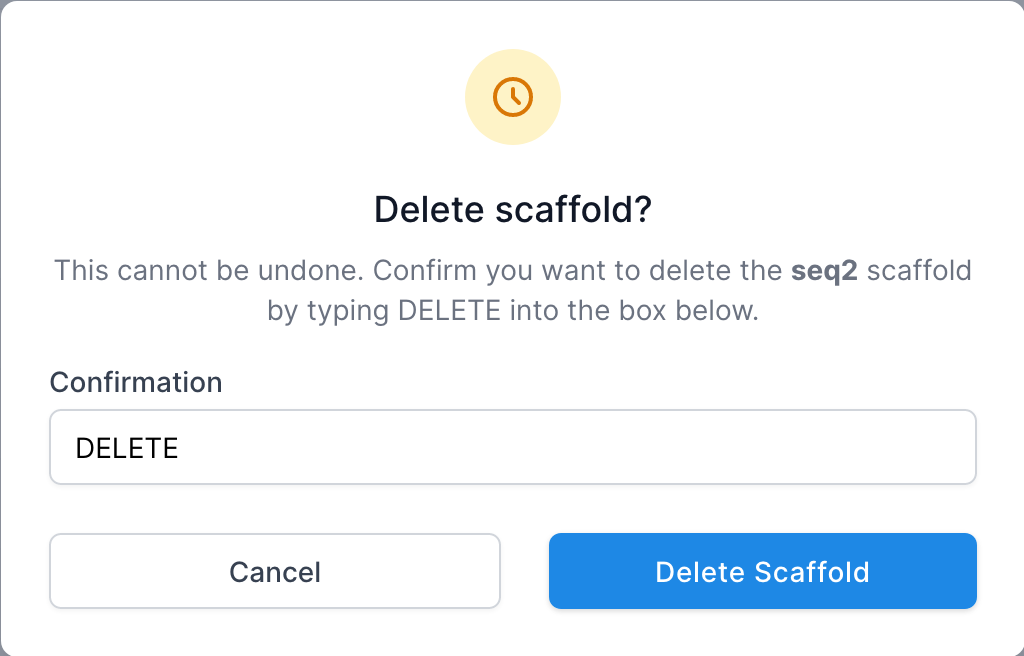 Delete scaffold?
This cannot be undone. Confirm you want to delete the seq2 scaffold
by typing DELETE into the box below.
Confirmation
DELETE
Cancel
Delete Scaffold